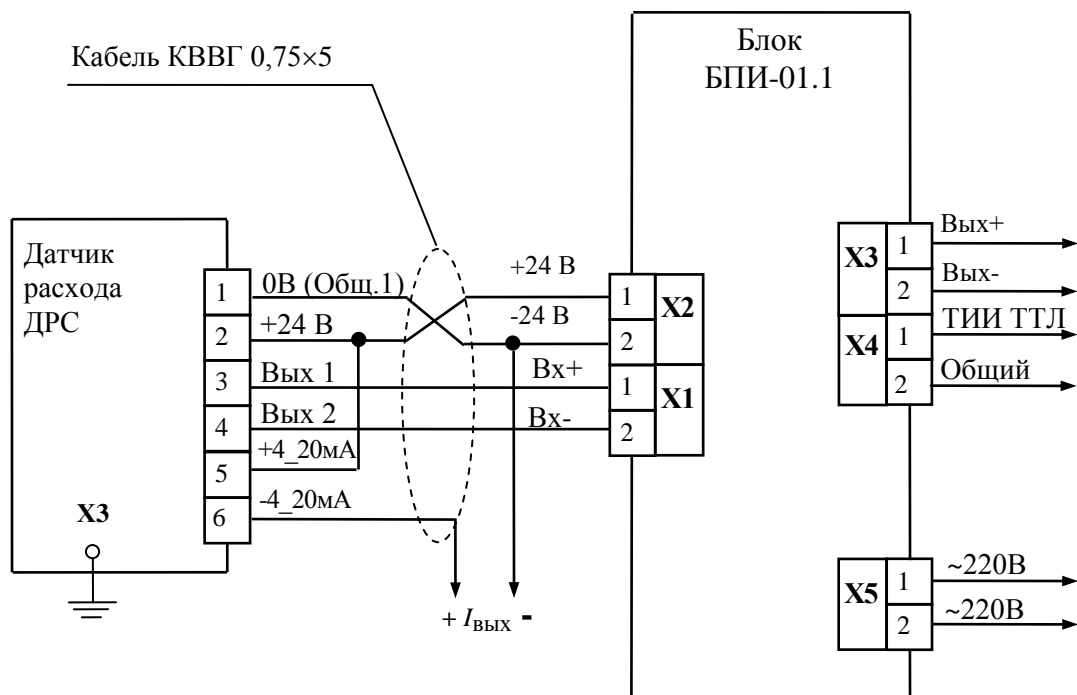 Кабель КВВГ 0,75×5
Блок
БПИ-01.1
Датчик
расхода
ДРС
X3
1
2
3
4
5
6
0В (Общ.1)
+24 В
Вых 1
Вых 2
+4_20мА
-4_20мА
+24 В
-24 В
Вх+
Вх-
1
2
X2
1
2
X1
+ Iвых -
X3
1
2
Вых+
Вых-
X4
1
2
ТИИ ТТЛ
Общий
X5
1
2
~220В
~220В